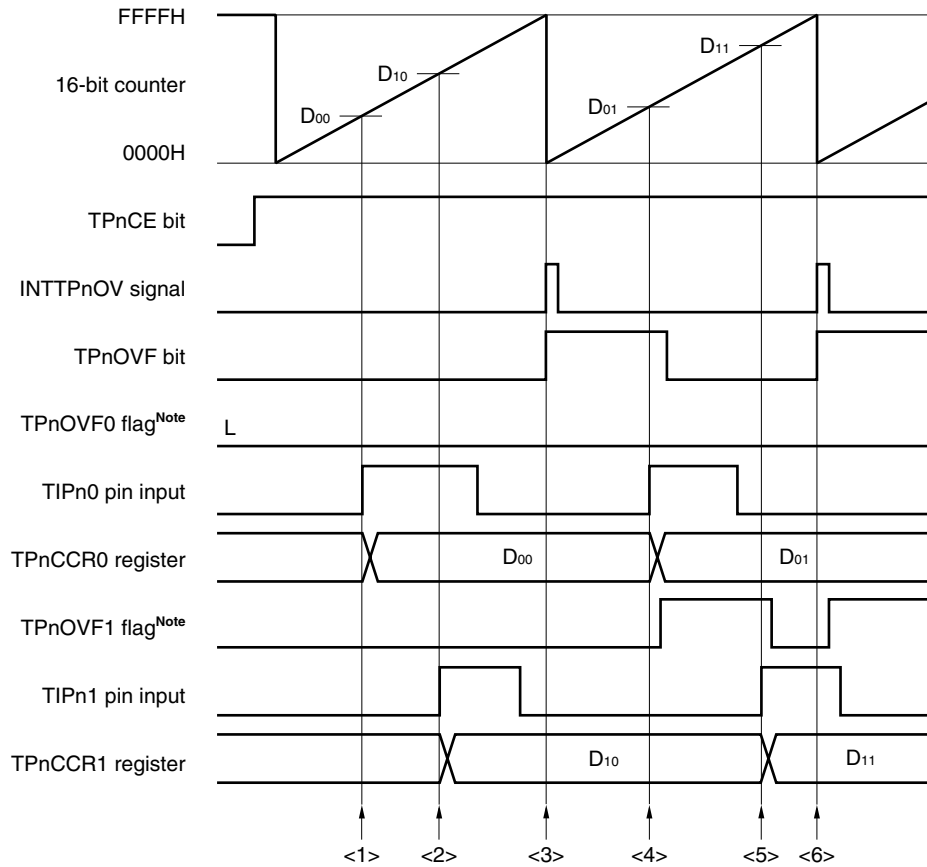 FFFFH
D11
D10
16-bit counter
D01
D00
0000H
TPnCE bit
INTTPnOV signal
TPnOVF bit
TPnOVF0 flagNote
L
TIPn0 pin input
TPnCCR0 register
D00
D01
TPnOVF1 flagNote
TIPn1 pin input
TPnCCR1 register
D10
D11
<1> <2> <3> <4> <5> <6>